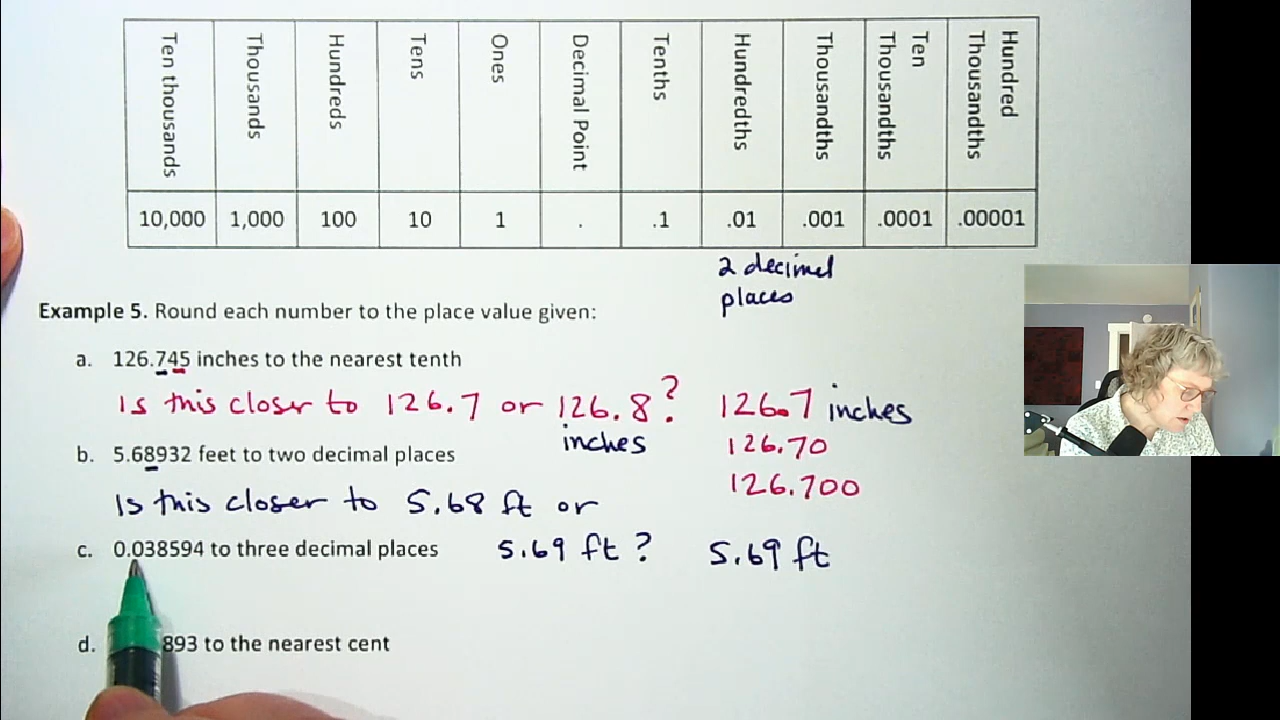 Ten thousands Thousands Hundreds Tens Ones Decimal Point Tenths Hundredths Thousandths Ten Thousandths Hundred Thousandths
10,000 1,000 100 10 1 . .1 .01 .001 .0001 .00001
2 decimal
places
Example 5. Round each number to the place value given:
a. 126.745 inches to the nearest tenth
Is this closer to 126.7 or 126.8? 126.7 inches
inches 126.70
b. 5.68932 feet to two decimal places
126.700
Is this closer to 5.68 ft or
c. 0.038594 to three decimal places 5.69 ft? 5.69 ft
d. 893 to the nearest cent